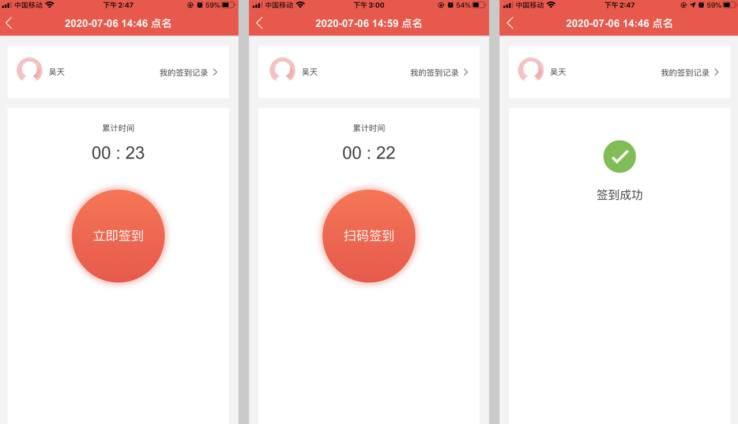 中国移动 下午 2:47 59%
2020-07-06 14:46 点名
吴天 我的签到记录
累计时间
00 : 23
立即签到
中国移动 下午 3:00 54%
2020-07-06 14:59 点名
吴天 我的签到记录
累计时间
00 : 22
扫码签到
中国移动 下午2:47 59%
2020-07-06 14:46 点名
吴天 我的签到记录
签到成功